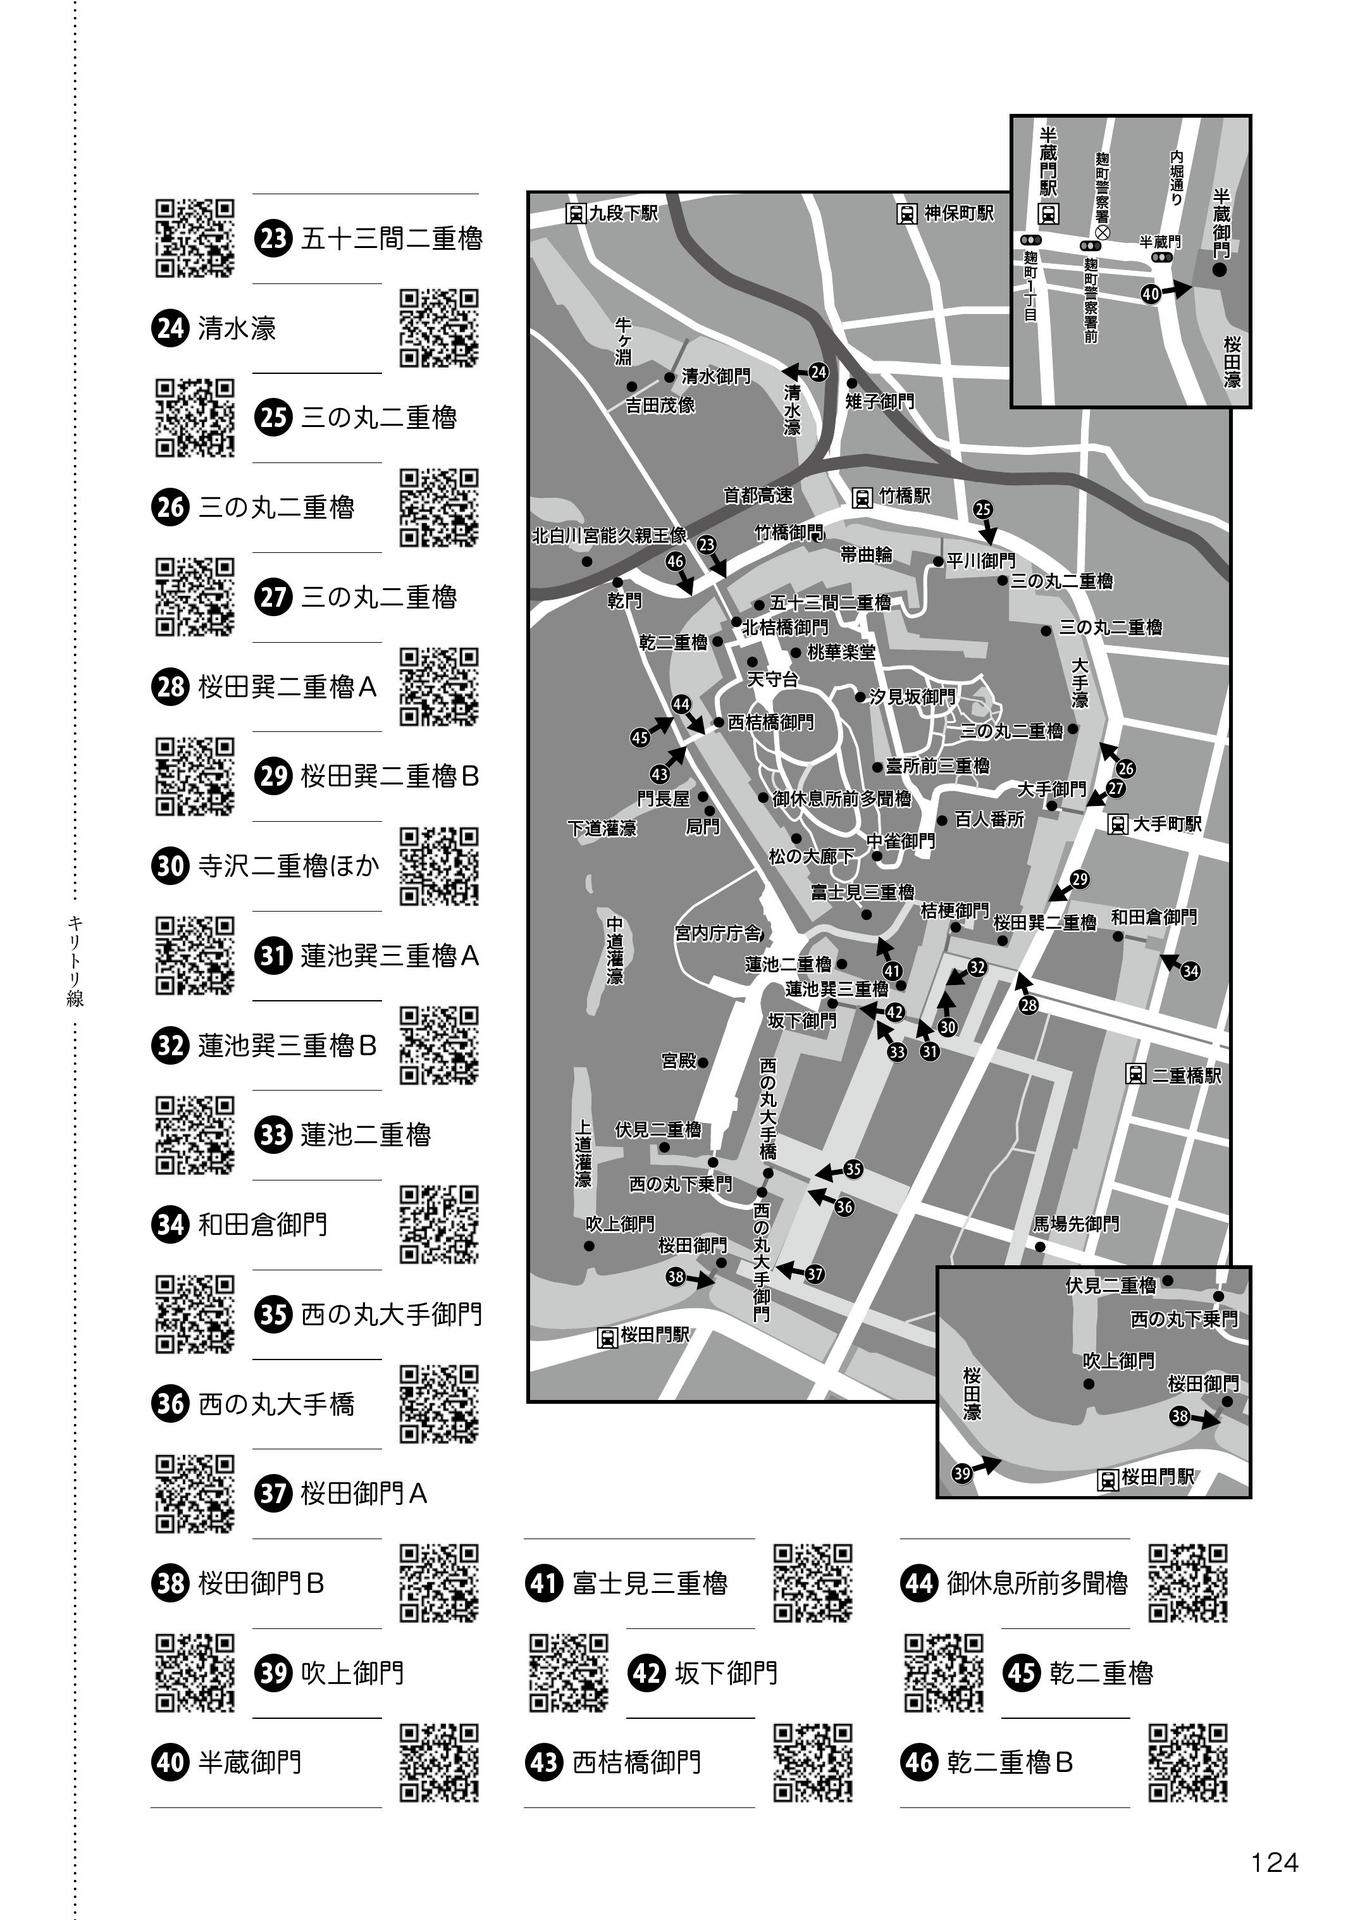 キリトリ線
23 五十三間二重櫓
24 清水濠
25 三の丸二重櫓
26 三の丸二重櫓
27 三の丸二重櫓
28 桜田巽二重櫓A
29 桜田巽二重櫓B
30 寺沢二重櫓ほか
31 蓮池巽三重櫓A
32 蓮池巽三重櫓B
33 蓮池二重櫓
34 和田倉御門
35 西の丸大手御門
36 西の丸大手橋
37 桜田御門A
38 桜田御門B
39 吹上御門
40 半蔵御門
41 富士見三重櫓
42 坂下御門
43 西桔橋御門
44 御休息所前多聞櫓
45 乾二重櫓
46 乾二重櫓B
半蔵門駅
麹町警察署
内堀通り
半蔵御門
半蔵門
麹町1丁目
麹町警察署前
40
桜田濠
九段下駅
神保町駅
牛ヶ淵
清水御門
吉田茂像
24
清水濠
雉子御門
首都高速
竹橋駅
25
北白川宮能久親王像
竹橋御門
23
46
帯曲輪
平川御門
三の丸二重櫓
乾門
五十三間二重櫓
北桔橋御門
三の丸二重櫓
乾二重櫓
桃華楽堂
天守台
大手濠
汐見坂御門
44
45
西桔橋御門
三の丸二重櫓
43
臺所前三重櫓
26
27
門長屋
局門
御休息所前多聞櫓
大手御門
下道灌濠
百人番所
大手町駅
松の大廊下
中雀御門
29
富士見三重櫓
桔梗御門
桜田巽二重櫓
和田倉御門
中道灌濠
宮内庁庁舎
蓮池二重櫓
41
32
34
蓮池巽三重櫓
坂下御門
42
30
28
33
31
宮殿
西の丸大手橋
二重橋駅
上道灌濠
伏見二重櫓
西の丸下乗門
35
36
吹上御門
桜田御門
西の丸大手御門
馬場先御門
38
37
桜田門駅
伏見二重櫓
西の丸下乗門
吹上御門
桜田濠
桜田御門
38
39
桜田門駅
124